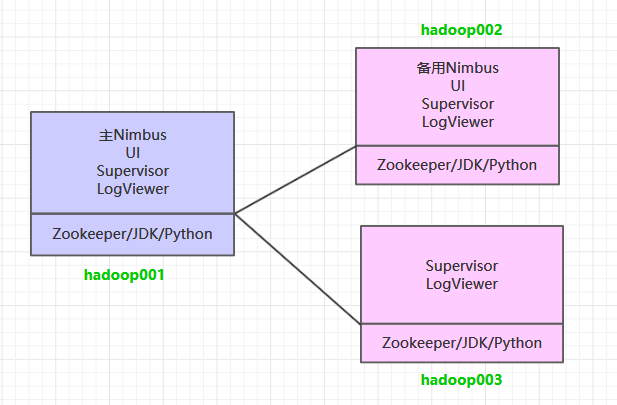 主Nimbus
UI
Supervisor
LogViewer
Zookeeper/JDK/Python
hadoop001
hadoop002
备用Nimbus
UI
Supervisor
LogViewer
Zookeeper/JDK/Python
Supervisor
LogViewer
Zookeeper/JDK/Python
hadoop003